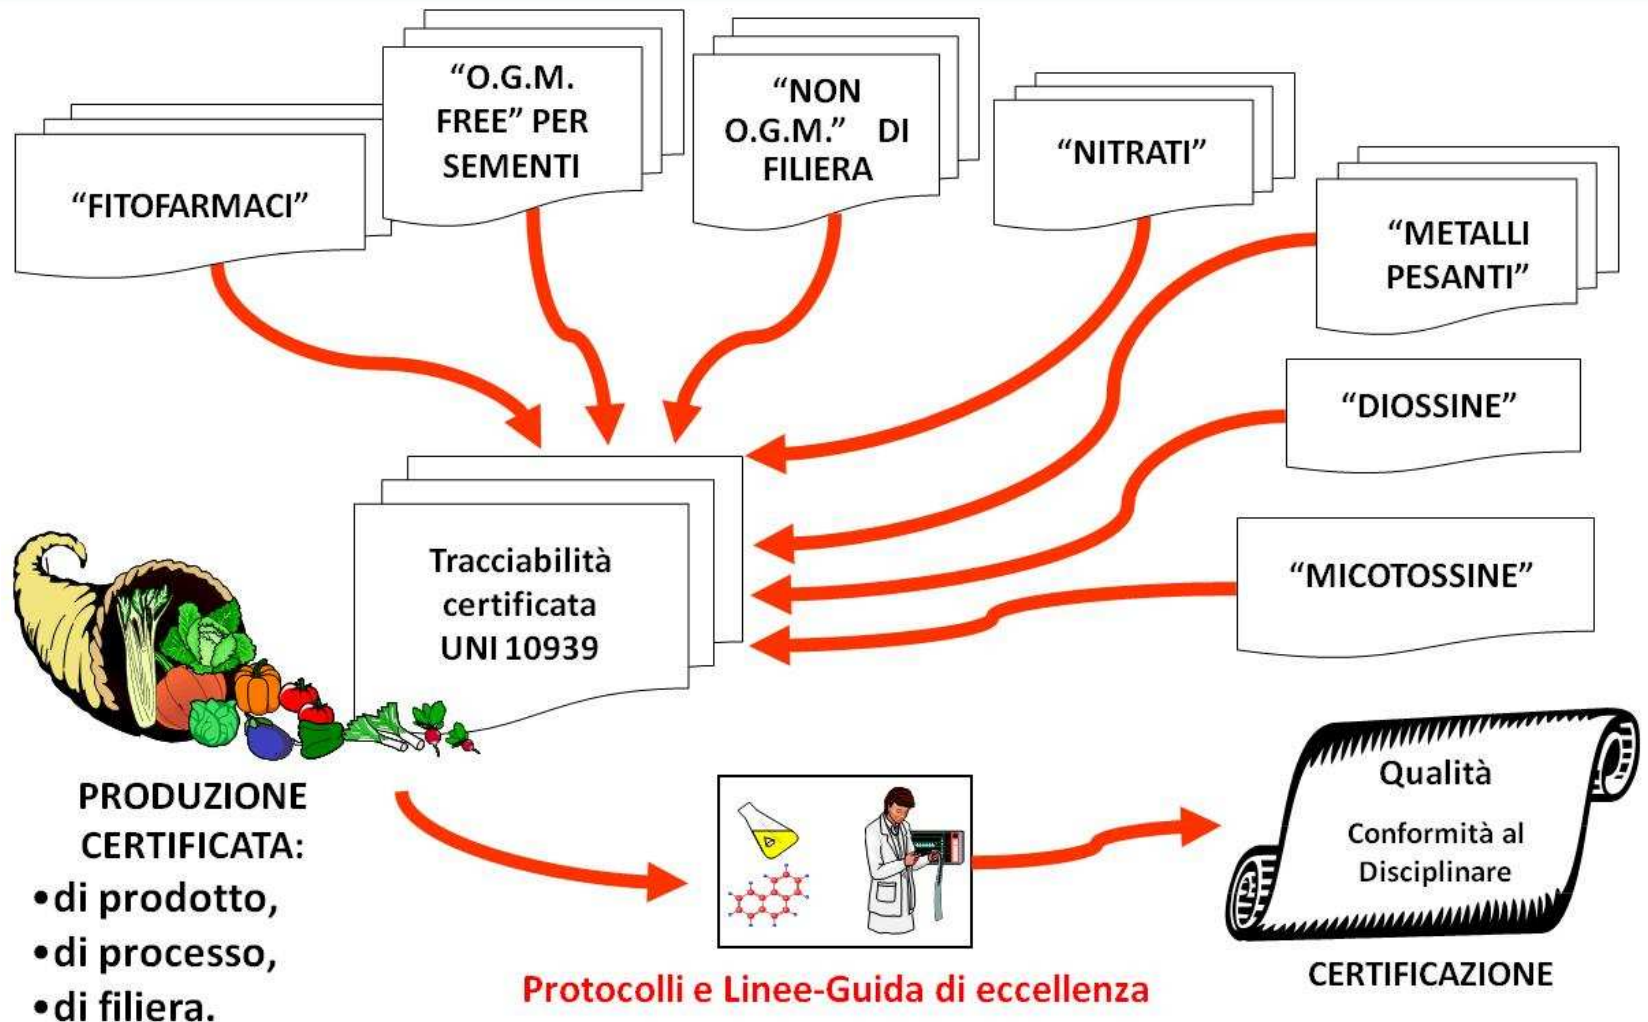 “FITOFARMACI”
“O.G.M.
FREE” PER
SEMENTI
“NON
O.G.M.” DI
FILIERA
“NITRATI”
“METALLI
PESANTI”
“DIOSSINE”
“MICOTOSSINE”
Tracciabilità
certificata
UNI 10939
PRODUZIONE
CERTIFICATA:
•di prodotto,
•di processo,
•di filiera.
Protocolli e Linee-Guida di eccellenza
Qualità
Conformità al
Disciplinare
CERTIFICAZIONE